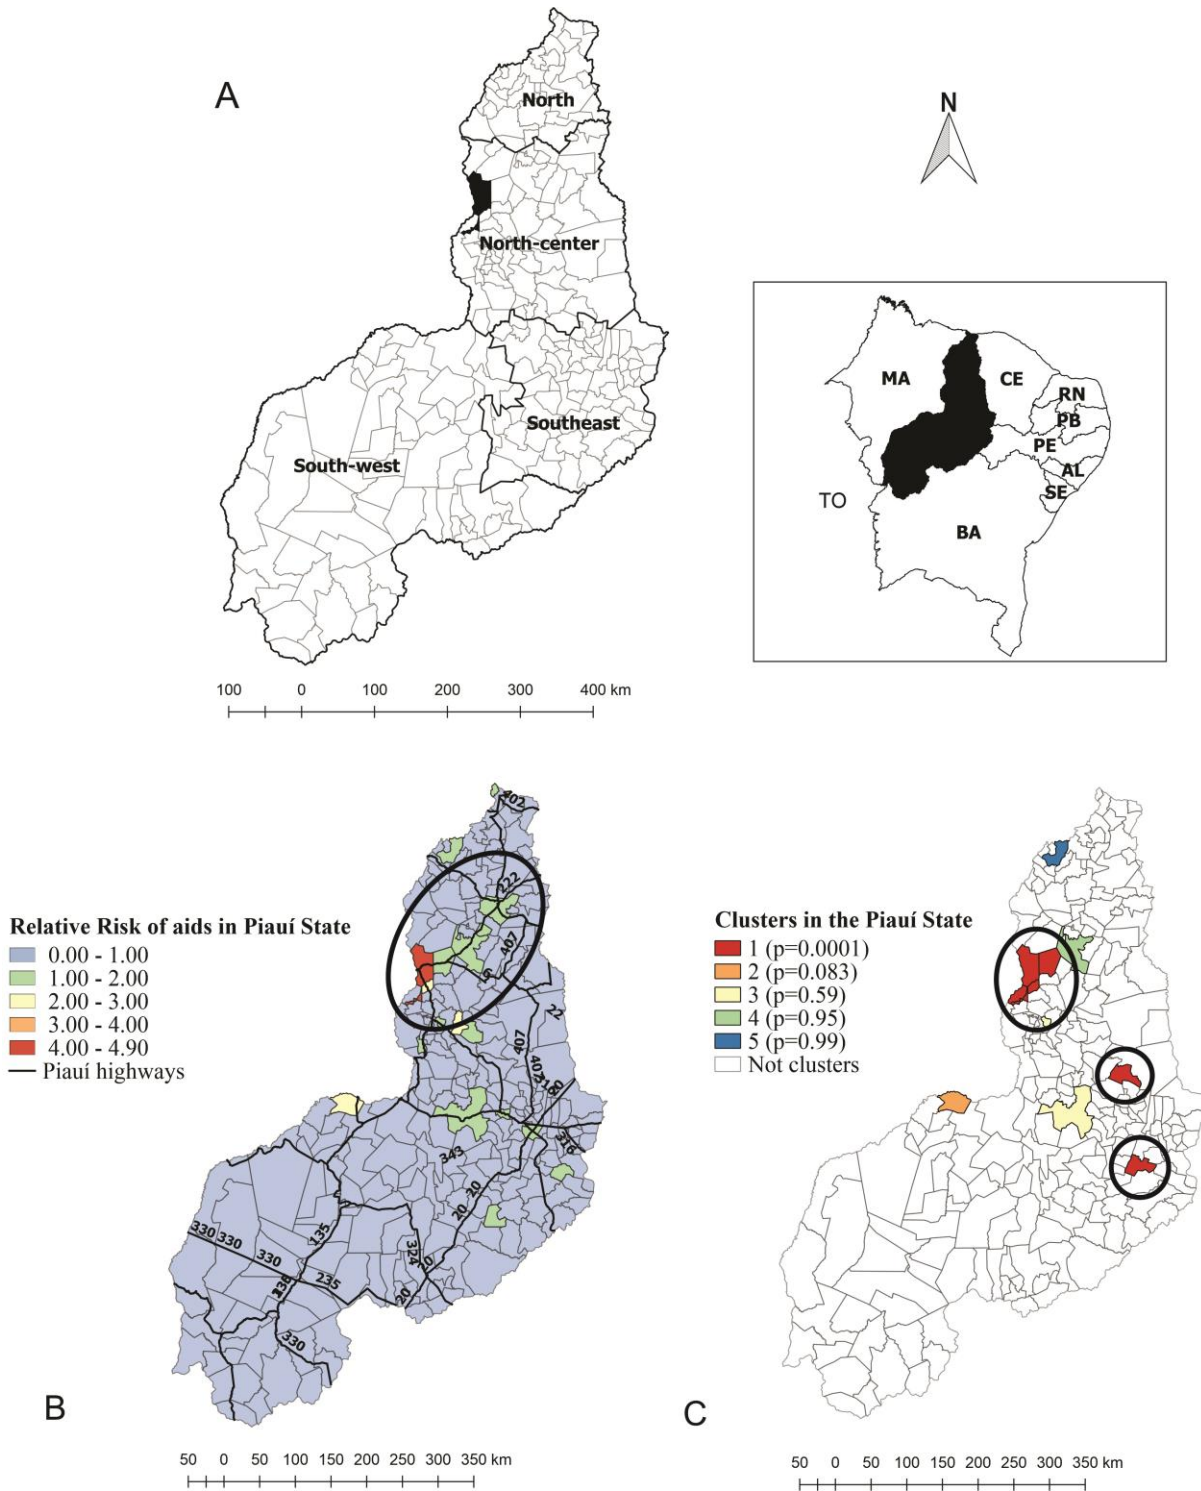 A
North
North-center
Southeast
South-west
100 0 100 200 300 400 km
N
MA
CE
RN
PB
PE
AL
SE
TO
BA
Relative Risk of aids in Piauí State
0.00 - 1.00
1.00 - 2.00
2.00 - 3.00
3.00 - 4.00
4.00 - 4.90
Piauí highways
402
222
407
6
22
407
407
316
20
316
343
20
20
324
20
20
330
330
330
135
235
330
B
50 0 50 100 150 200 250 300 350 km
Clusters in the Piauí State
1 (p=0.0001)
2 (p=0.083)
3 (p=0.59)
4 (p=0.95)
5 (p=0.99)
Not clusters
C
50 0 50 100 150 200 250 300 350 km